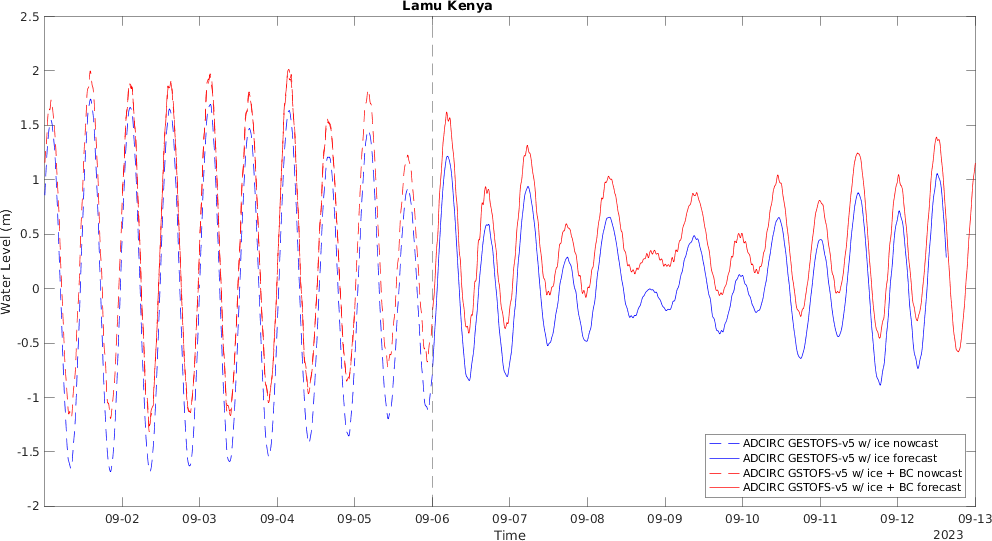 Lamu Kenya
2.5
2
1.5
1
0.5
0
-0.5
-1
-1.5
-2
Water Level (m)
09-02 09-03 09-04 09-05 09-06 09-07 09-08 09-09 09-10 09-11 09-12 09-13
Time
2023
ADCIRC GESTOFS-v5 w/ ice nowcast
ADCIRC GESTOFS-v5 w/ ice forecast
ADCIRC GSTOFS-v5 w/ ice + BC nowcast
ADCIRC GSTOFS-v5 w/ ice + BC forecast